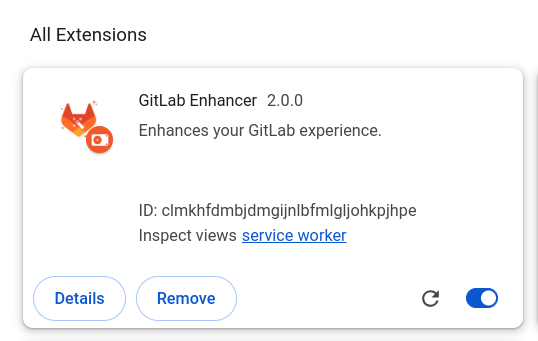 All Extensions
GitLab Enhancer 2.0.0
Enhances your GitLab experience.
ID: clmkhfdmbjdmgijnlbfmlgljohkpjhpe
Inspect views service worker
Details Remove